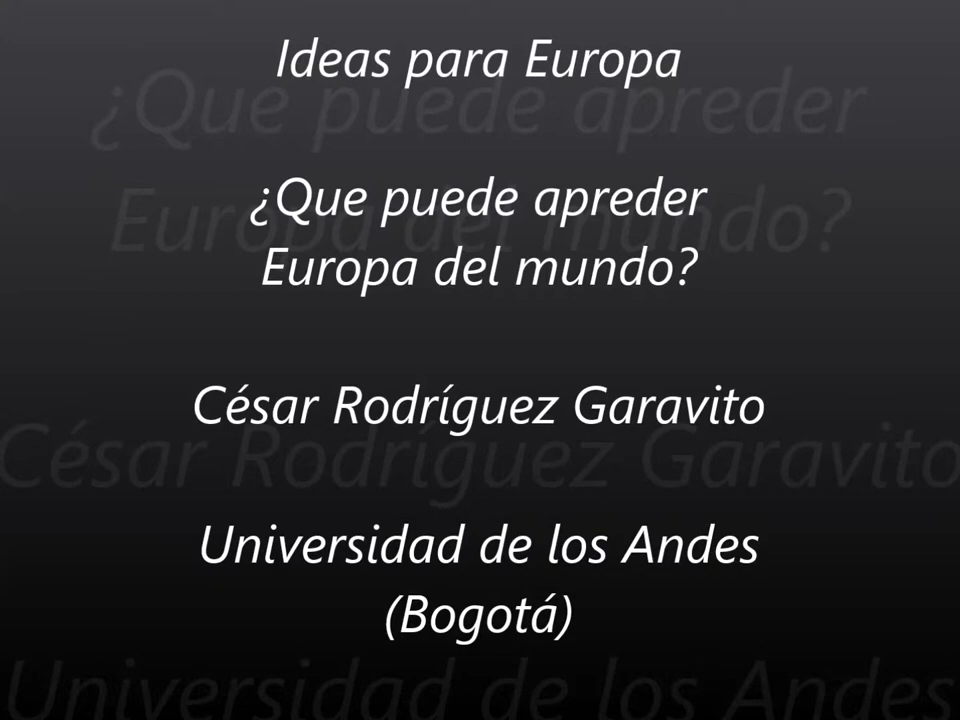 Ideas para Europa
¿Que puede apreder
Europa del mundo?
César Rodríguez Garavito
Universidad de los Andes
(Bogotá)